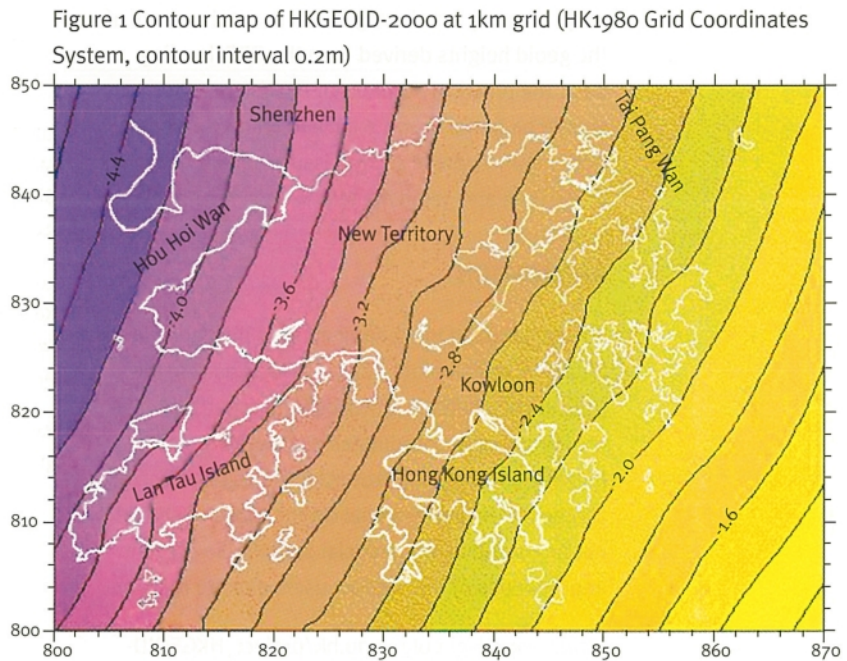 Figure 1 Contour map of HKGEOID-2000 at 1km grid (HK1980 Grid Coordinates
System, contour interval 0.2m)
850
Shenzhen
Tai Pang Wan
-4.4
840
Hou Hoi Wan
New Territory
830
-4.0
-3.6
-3.2
-2.8
Kowloon
820
-2.4
Lan Tau Island
Hong Kong Island
-2.0
810
-1.6
800
800 810 820 830 840 850 860 870